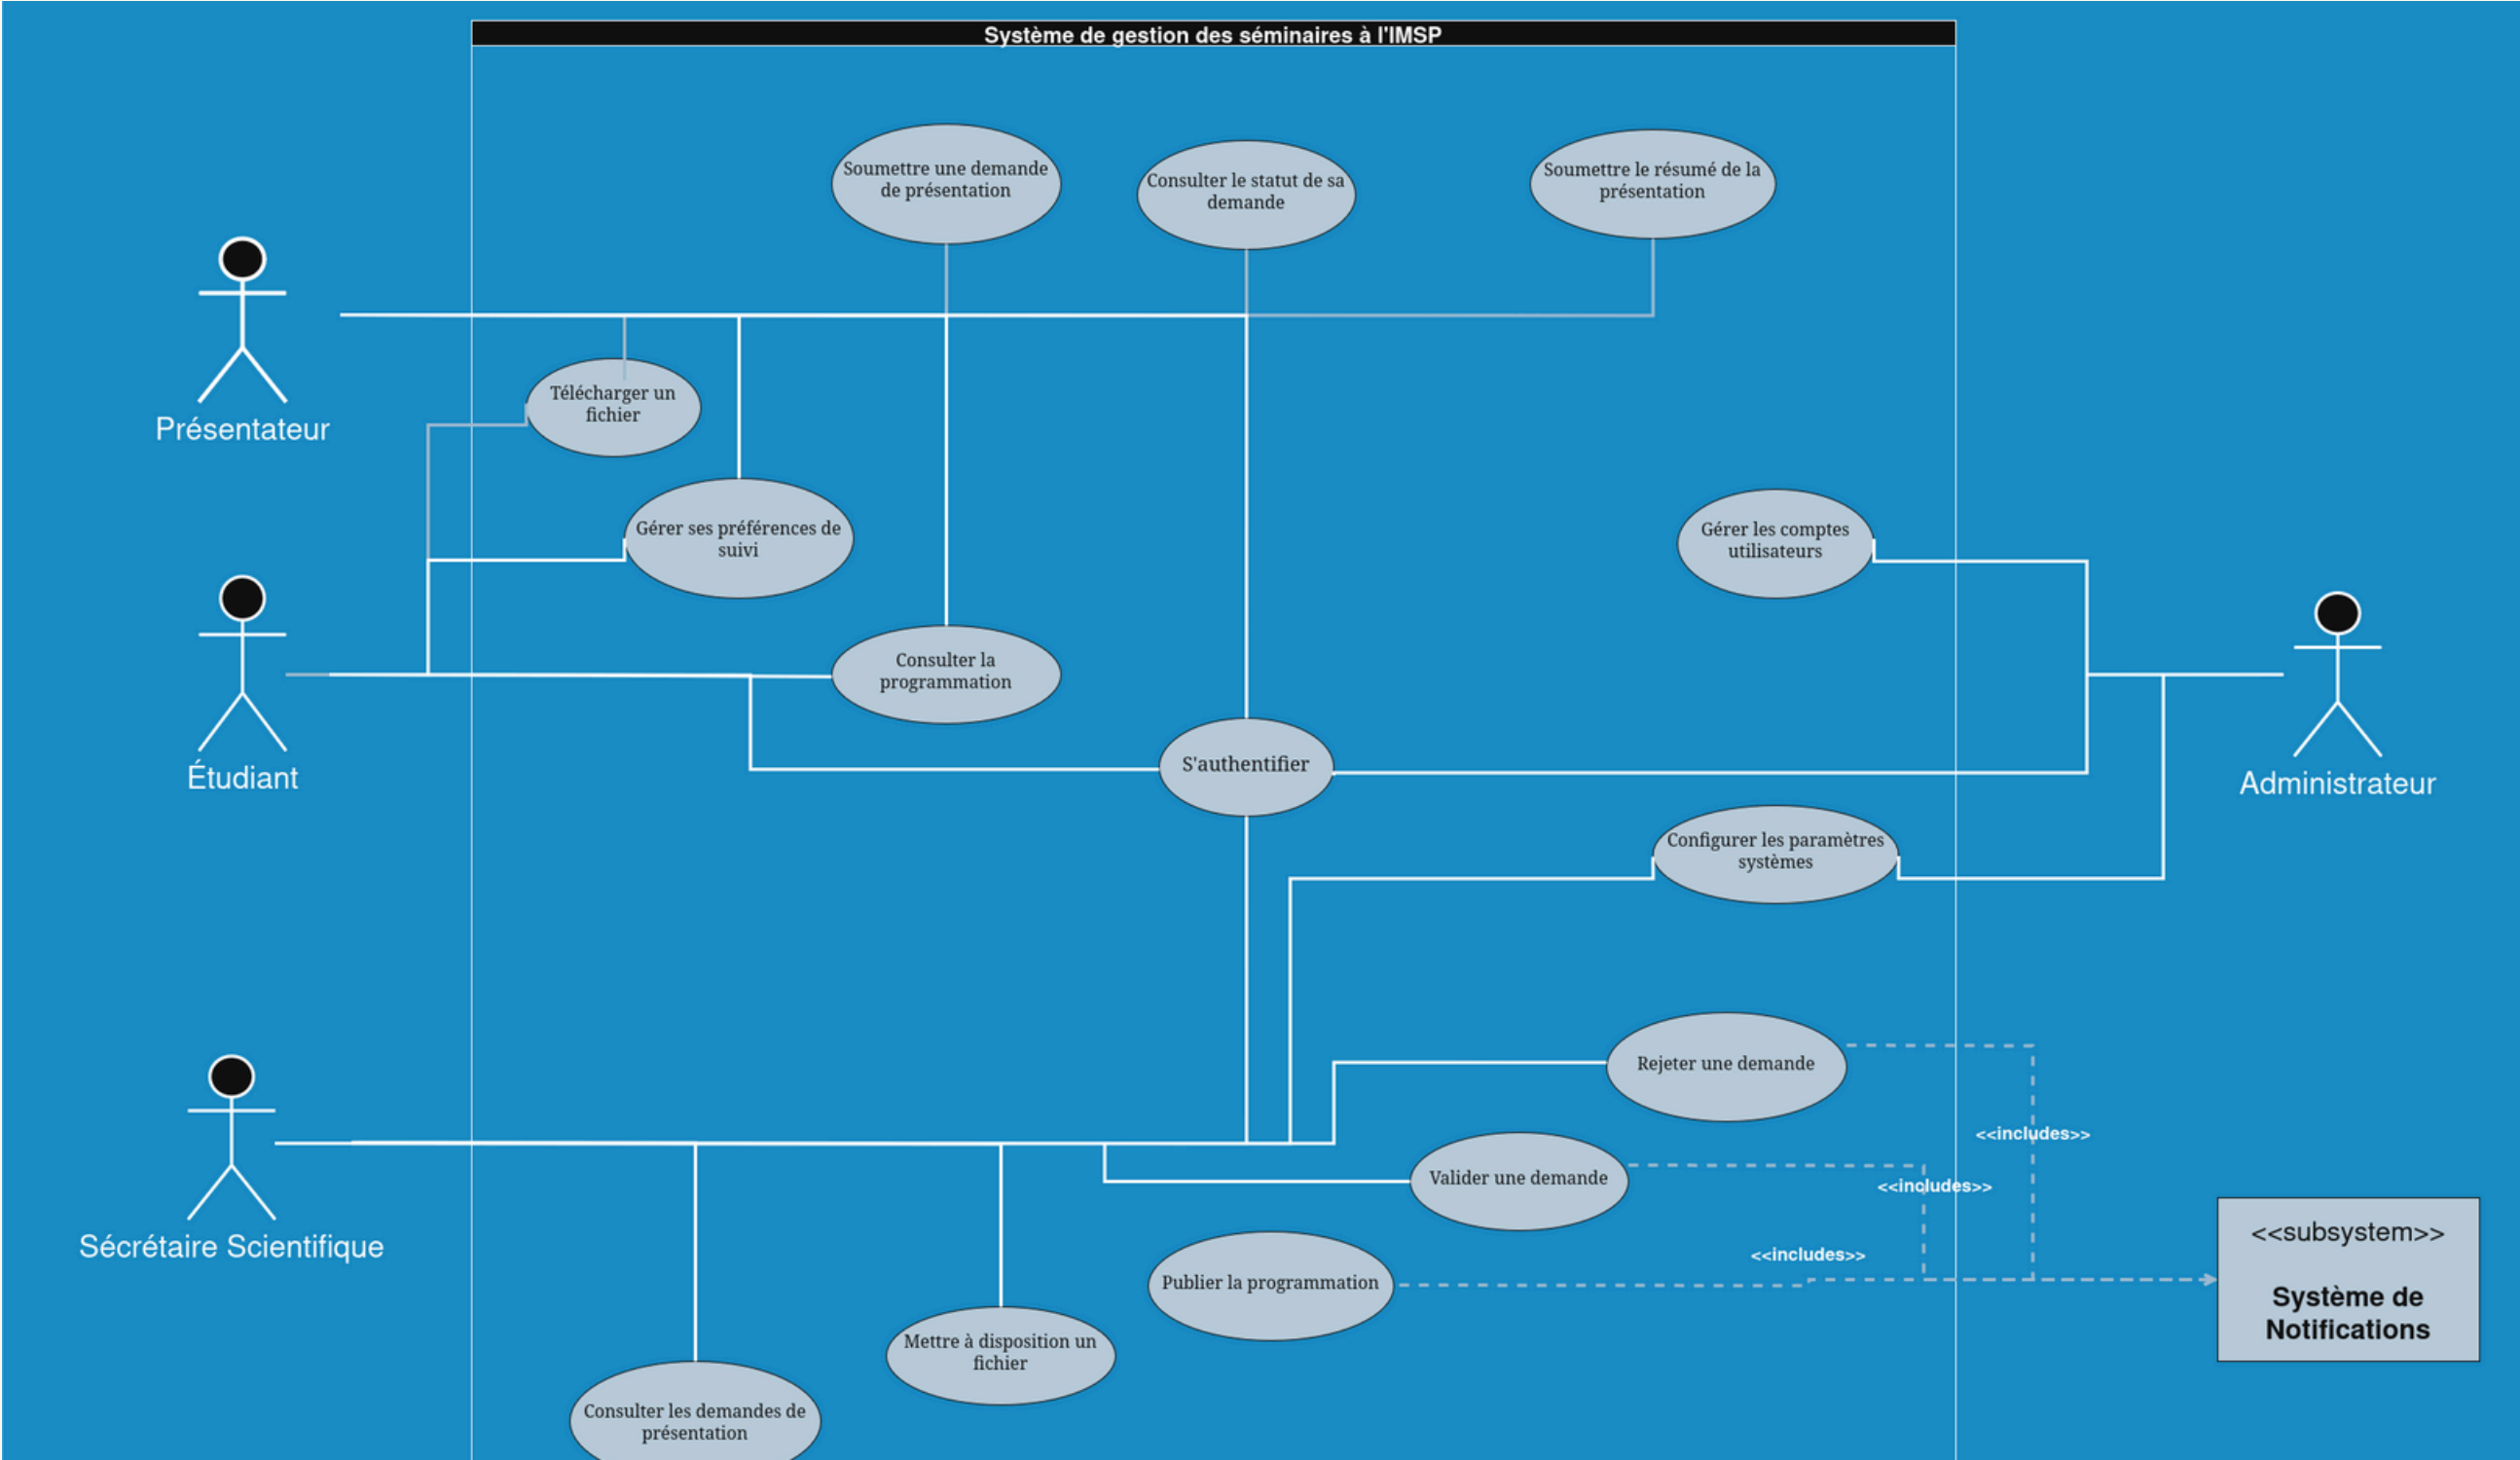 Système de gestion des séminaires à l'IMSP
Soumettre une demande
de présentation
Consulter le statut de sa
demande
Soumettre le résumé de la
présentation
Présentateur
Télécharger un
fichier
Gérer ses préférences de
suivi
Gérer les comptes
utilisateurs
Étudiant
Consulter la
programmation
S'authentifier
Administrateur
Configurer les paramètres
systèmes
Rejeter une demande
<<includes>>
Valider une demande
<<includes>>
Sécrétaire Scientifique
<<includes>>
Publier la programmation
<<subsystem>>
Système de
Notifications
Mettre à disposition un
fichier
Consulter les demandes de
présentation